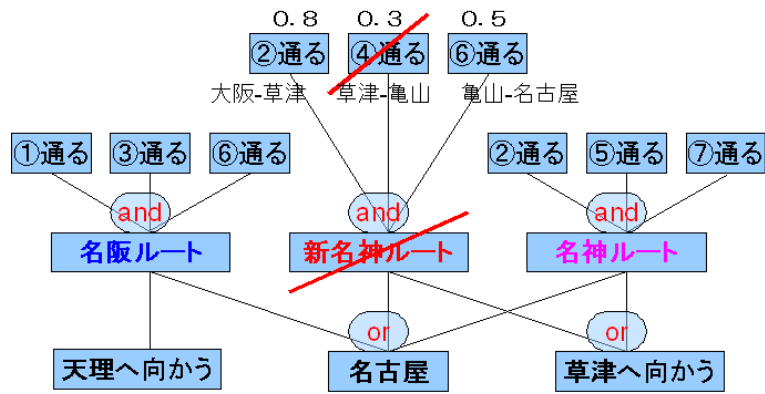 0.8 0.3 0.5
②通る ④通る ⑥通る
大阪-草津 草津-亀山 亀山-名古屋
①通る ③通る ⑥通る ②通る ⑤通る ⑦通る
and and and
名阪ルート 新名神ルート 名神ルート
or or
天理へ向かう 名古屋 草津へ向かう